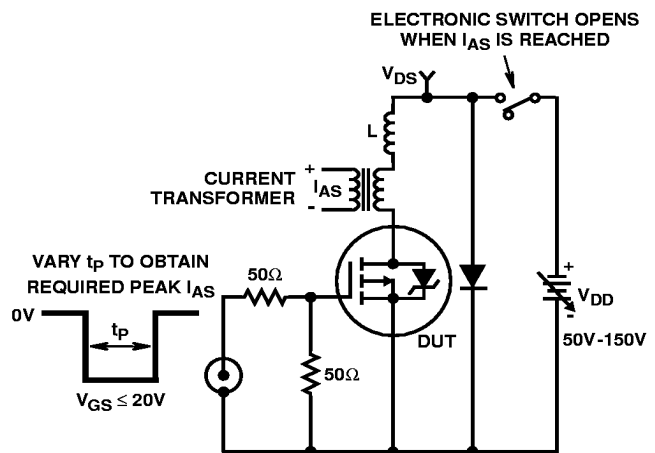 ELECTRONIC SWITCH OPENS
WHEN IAS IS REACHED
VDS
L
+
CURRENT
TRANSFORMER
IAS
-
VARY tP TO OBTAIN
REQUIRED PEAK IAS
50Ω
0V
tP
VGS ≤ 20V
50Ω
DUT
+
VDD
-
50V-150V